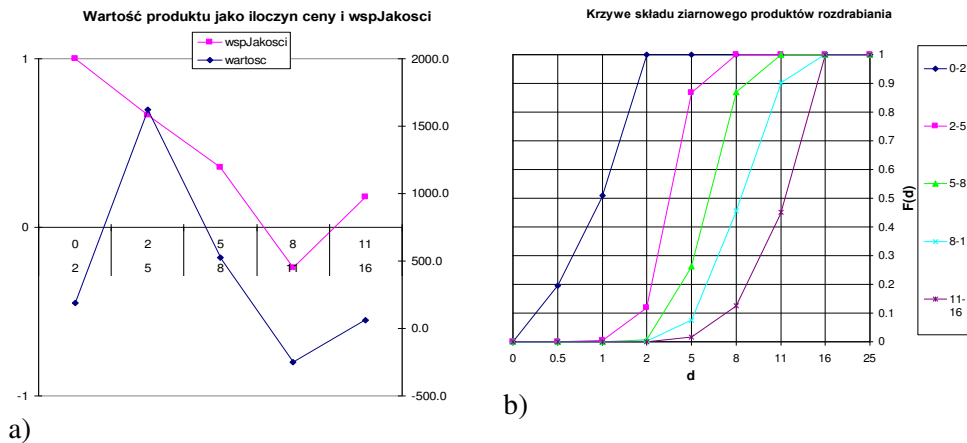 Wartość produktu jako iloczyn ceny i wspJakosci
wspJakosci
wartosc
1
0
-1
2000.0
1500.0
1000.0
500.0
0.0
-500.0
0 2 5 8 11
2 5 8 11 16
a)
Krzywe składu ziarnowego produktów rozdrabiania
1
0.9
0.8
0.7
0.6
0.5
0.4
0.3
0.2
0.1
0
F(d)
0 0.5 1 2 5 8 11 16 25
d
0-2
2-5
5-8
8-1
11-
16
b)